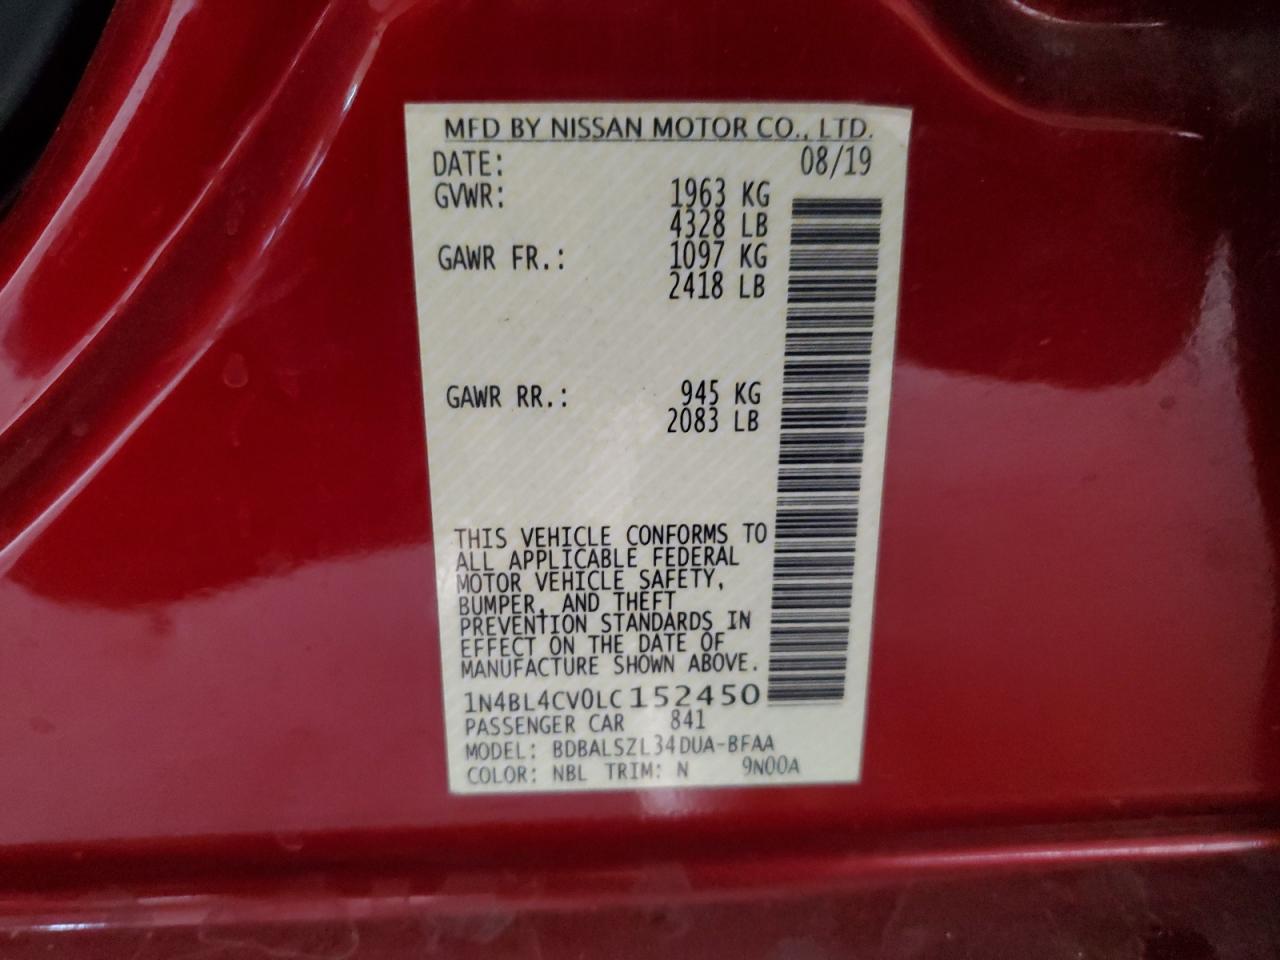 MFD BY NISSAN MOTOR CO., LTD.
DATE: 08/19
GVWR: 1963 KG
4328 LB
GAWR FR.: 1097 KG
2418 LB
GAWR RR.: 945 KG
2083 LB
THIS VEHICLE CONFORMS TO
ALL APPLICABLE FEDERAL
MOTOR VEHICLE SAFETY,
BUMPER, AND THEFT
PREVENTION STANDARDS IN
EFFECT ON THE DATE OF
MANUFACTURE SHOWN ABOVE.
1N4BL4CV0LC152450
PASSENGER CAR 841
MODEL: BDBALSZL34DUA-BFAA
COLOR: NBL TRIM: N 9N00A